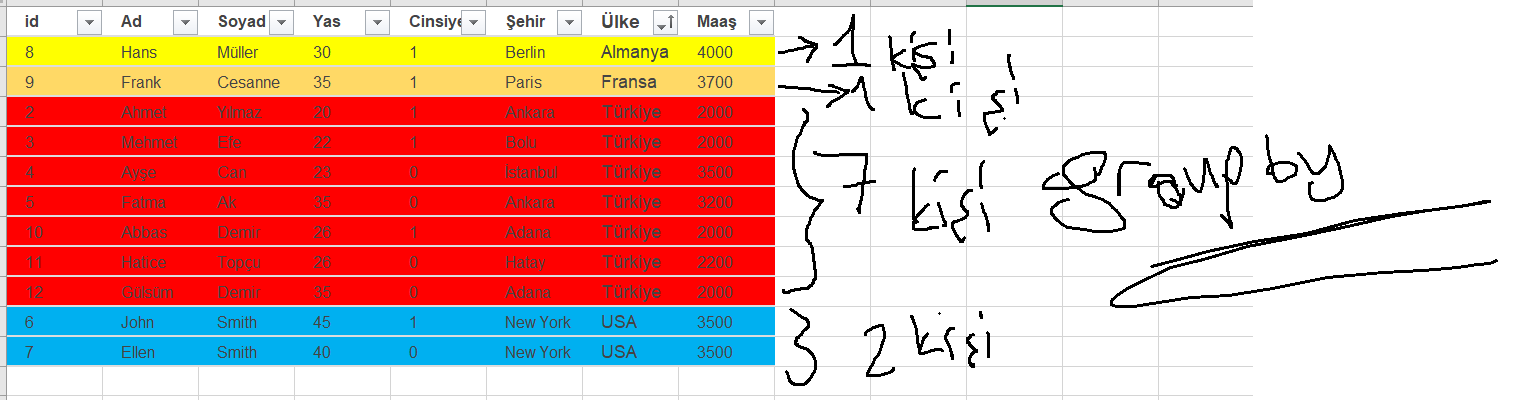 id Ad Soyad Yas Cinsiye Şehir Ülke Maaş
8 Hans Müller 30 1 Berlin Almanya 4000 1 kişi
9 Frank Cesanne 35 1 Paris Fransa 3700 1 kişi
2 Ahmet Yılmaz 20 1 Ankara Türkiye 2000
3 Mehmet Efe 22 1 Bolu Türkiye 2000
4 Ayşe Can 23 0 İstanbul Türkiye 3500 7 kişi group by
5 Fatma Ak 35 0 Ankara Türkiye 3200
10 Abbas Demir 26 1 Adana Türkiye 2000
11 Hatice Topçu 26 0 Hatay Türkiye 2200
12 Gülsüm Demir 35 0 Adana Türkiye 2000
6 John Smith 45 1 New York USA 3500 2 kişi
7 Ellen Smith 40 0 New York USA 3500